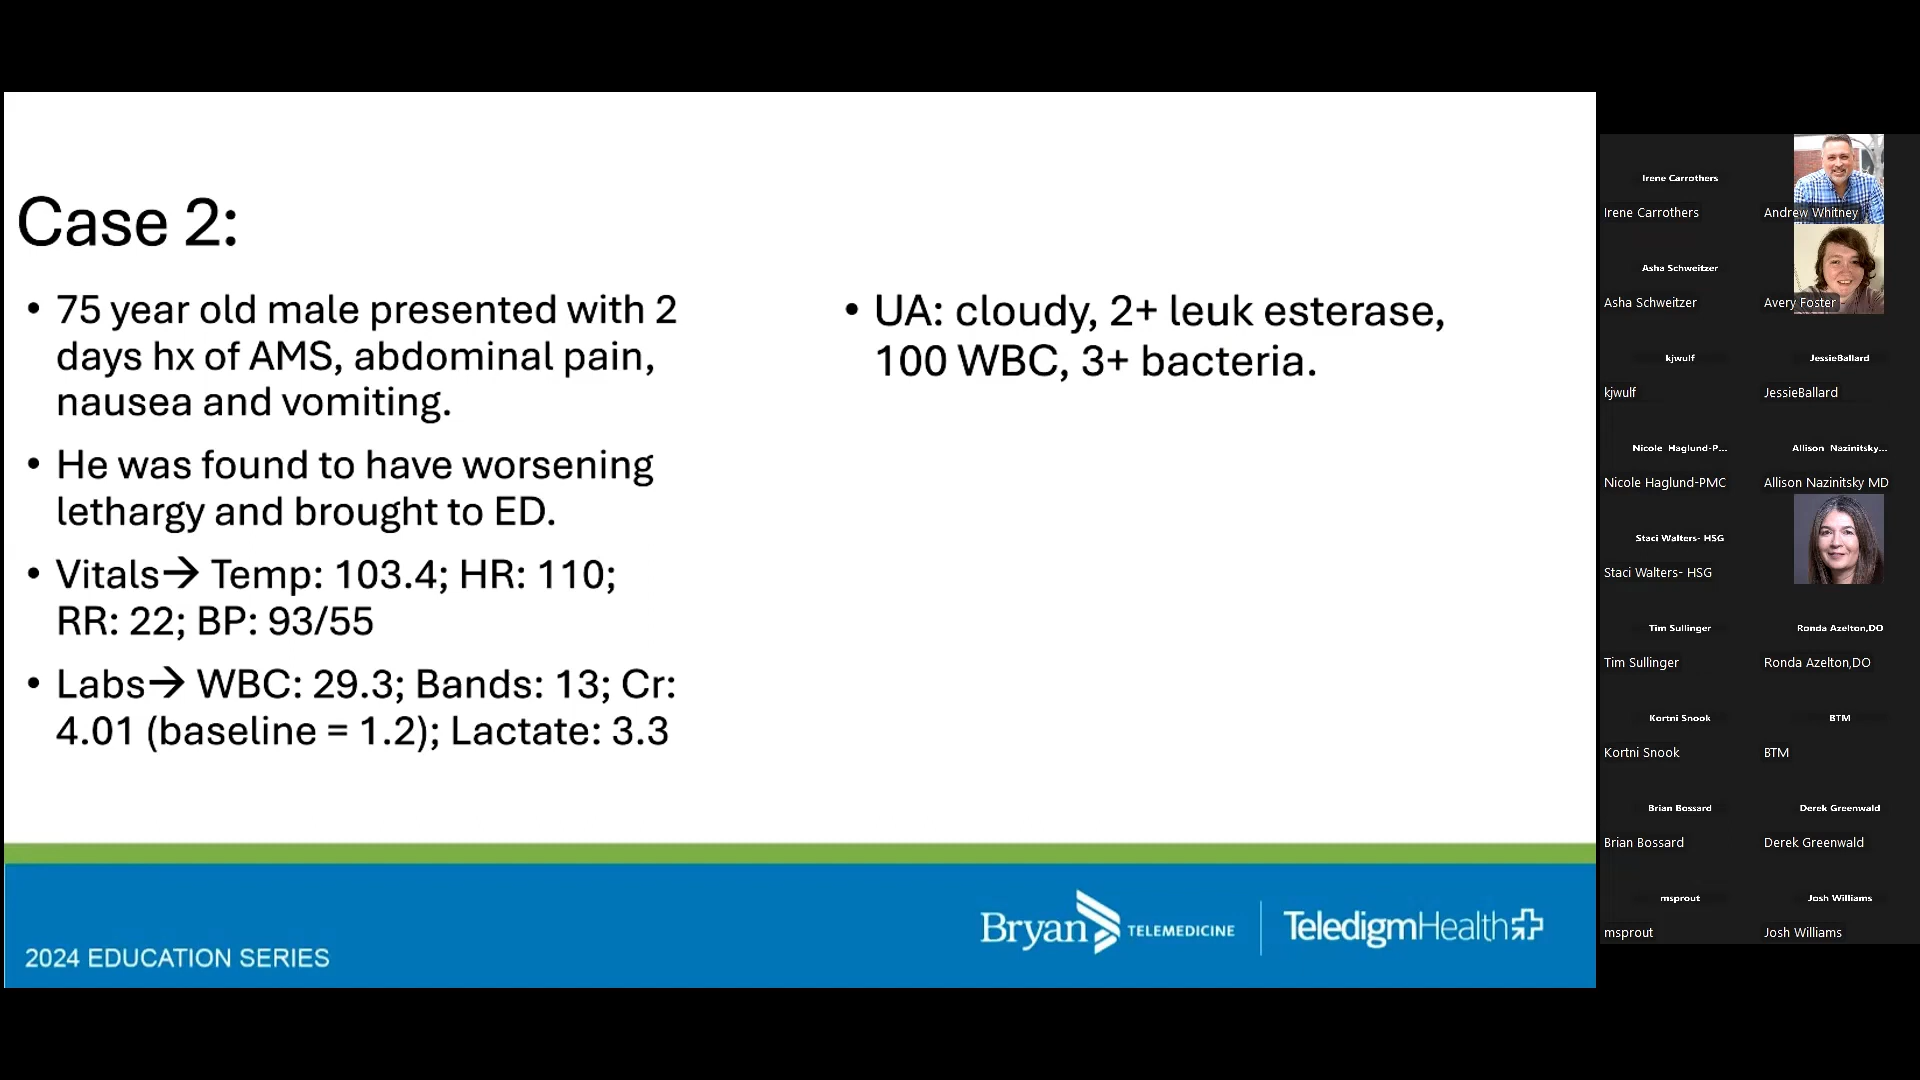 Case 2:
• 75 year old male presented with 2
days hx of AMS, abdominal pain,
nausea and vomiting.
• He was found to have worsening
lethargy and brought to ED.
• Vitals→ Temp: 103.4; HR: 110;
RR: 22; BP: 93/55
• Labs→ WBC: 29.3; Bands: 13; Cr:
4.01 (baseline = 1.2); Lactate: 3.3
• UA: cloudy, 2+ leuk esterase,
100 WBC, 3+ bacteria.
2024 EDUCATION SERIES
Bryan TELEMEDICINE
TeledigmHealth
Irene Carrothers
Irene Carrothers
Andrew Whitney
Asha Schweitzer
Asha Schweitzer
Avery Foster
kjwulf
JessieBallard
kjwulf
JessieBallard
Nicole Haglund-P...
Allison Nazinitsky...
Nicole Haglund-PMC
Allison Nazinitsky MD
Staci Walters- HSG
Staci Walters- HSG
Tim Sullinger
Ronda Azelton,DO
Tim Sullinger
Ronda Azelton,DO
Kortni Snook
BTM
Kortni Snook
BTM
Brian Bossard
Derek Greenwald
Brian Bossard
Derek Greenwald
msprout
Josh Williams
msprout
Josh Williams